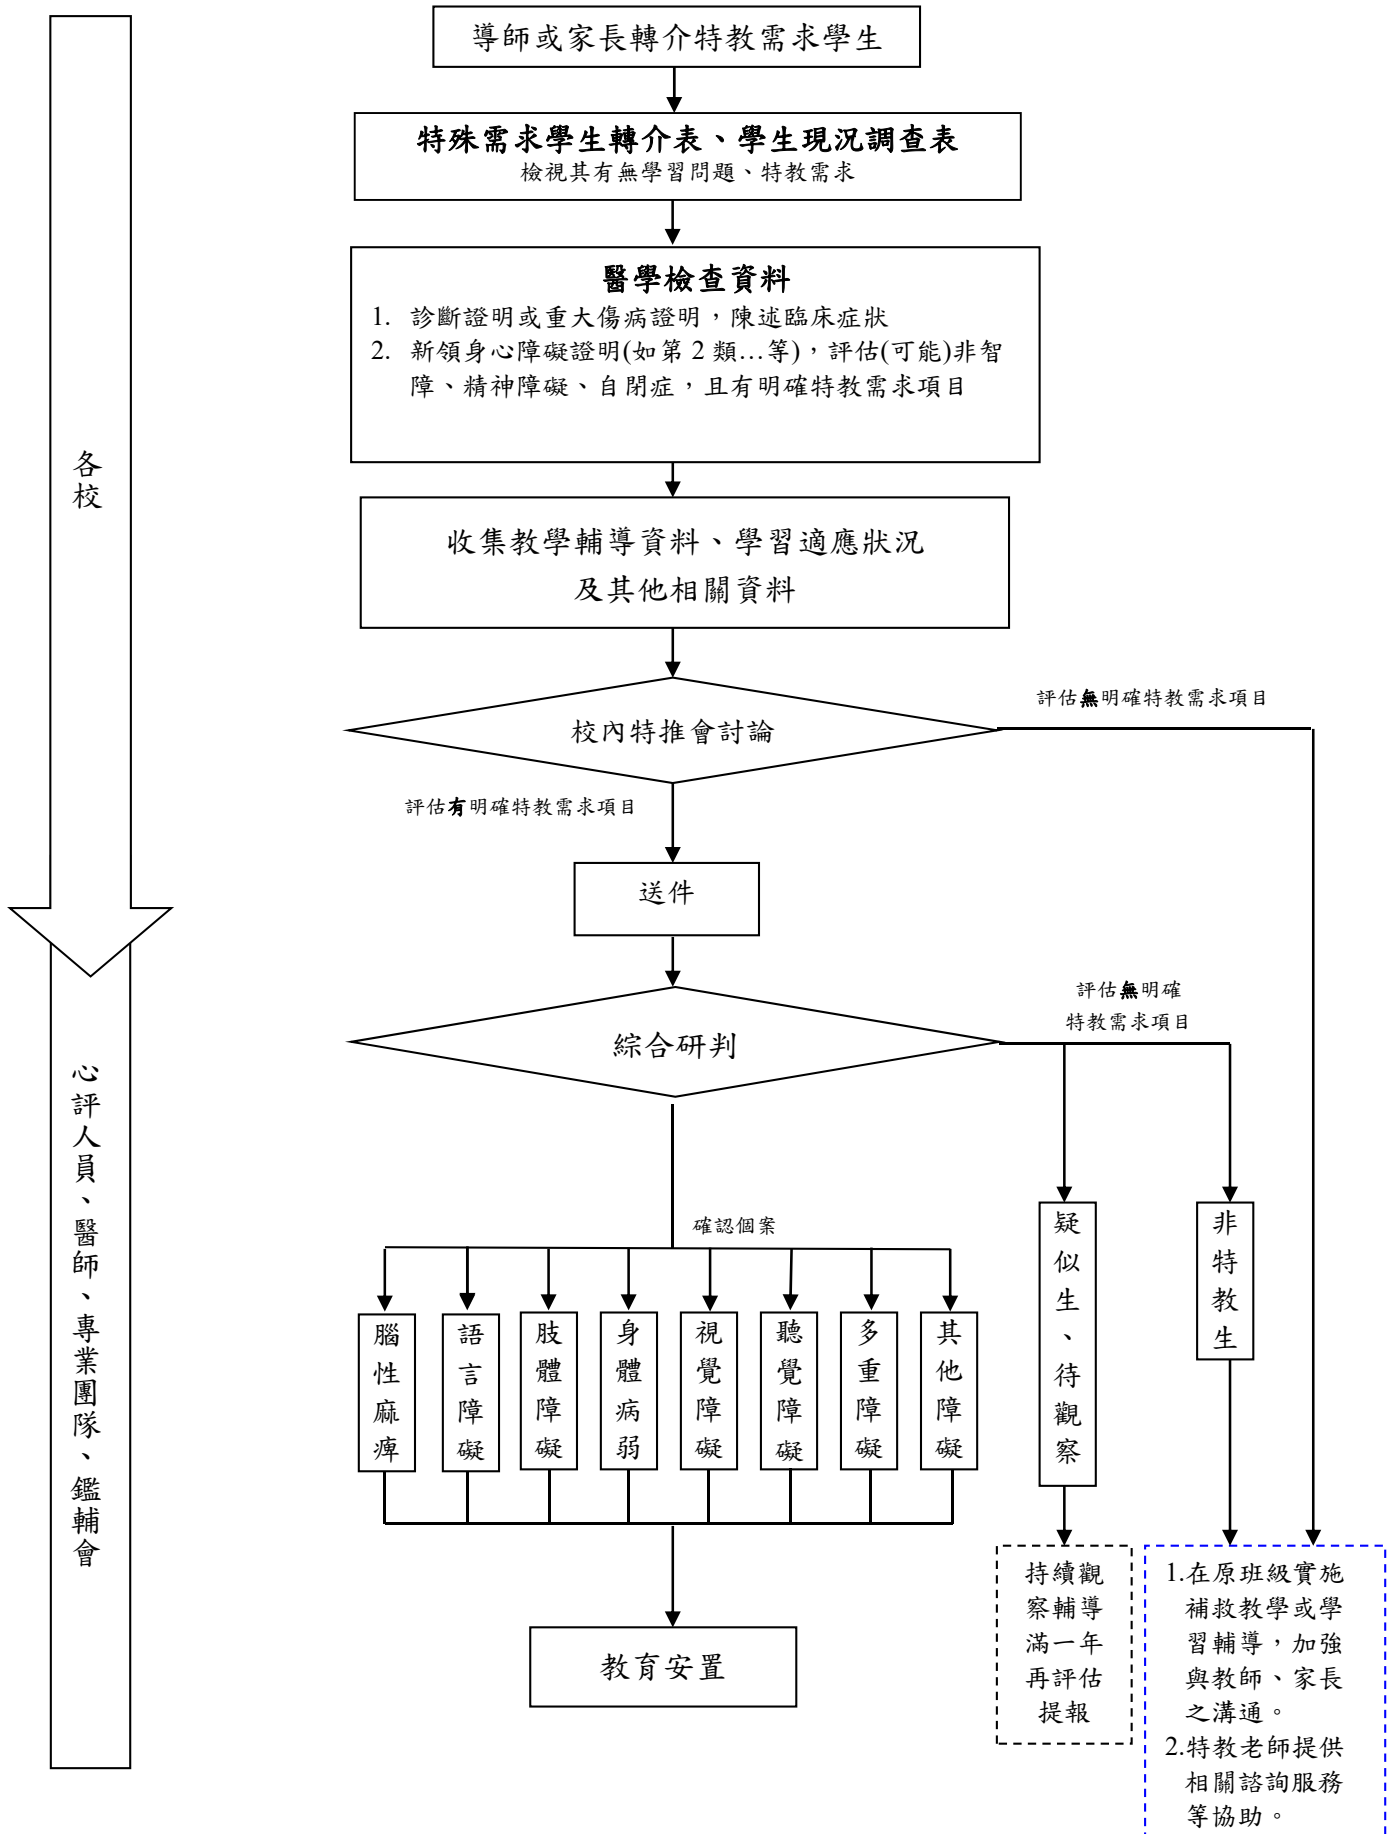 導師或家長轉介特教需求學生
特殊需求學生轉介表、學生現況調查表
檢視其有無學習問題、特教需求
醫學檢查資料
1. 診斷證明或重大傷病證明，陳述臨床症狀
2. 新領身心障礙證明(如第 2 類…等)，評估(可能)非智
障、精神障礙、自閉症，且有明確特教需求項目
各校
收集教學輔導資料、學習適應狀況
及其他相關資料
校內特推會討論
評估無明確特教需求項目
評估有明確特教需求項目
送件
綜合研判
評估無明確
特教需求項目
心評人員、醫師、專業團隊、鑑輔會
確認個案
腦性麻痺
語言障礙
肢體障礙
身體病弱
視覺障礙
聽覺障礙
多重障礙
其他障礙
疑似生、待觀察
非特教生
教育安置
持續觀
察輔導
滿一年
再評估
提報
1.在原班級實施
補救教學或學
習輔導，加強
與教師、家長
之溝通。
2.特教老師提供
相關諮詢服務
等協助。